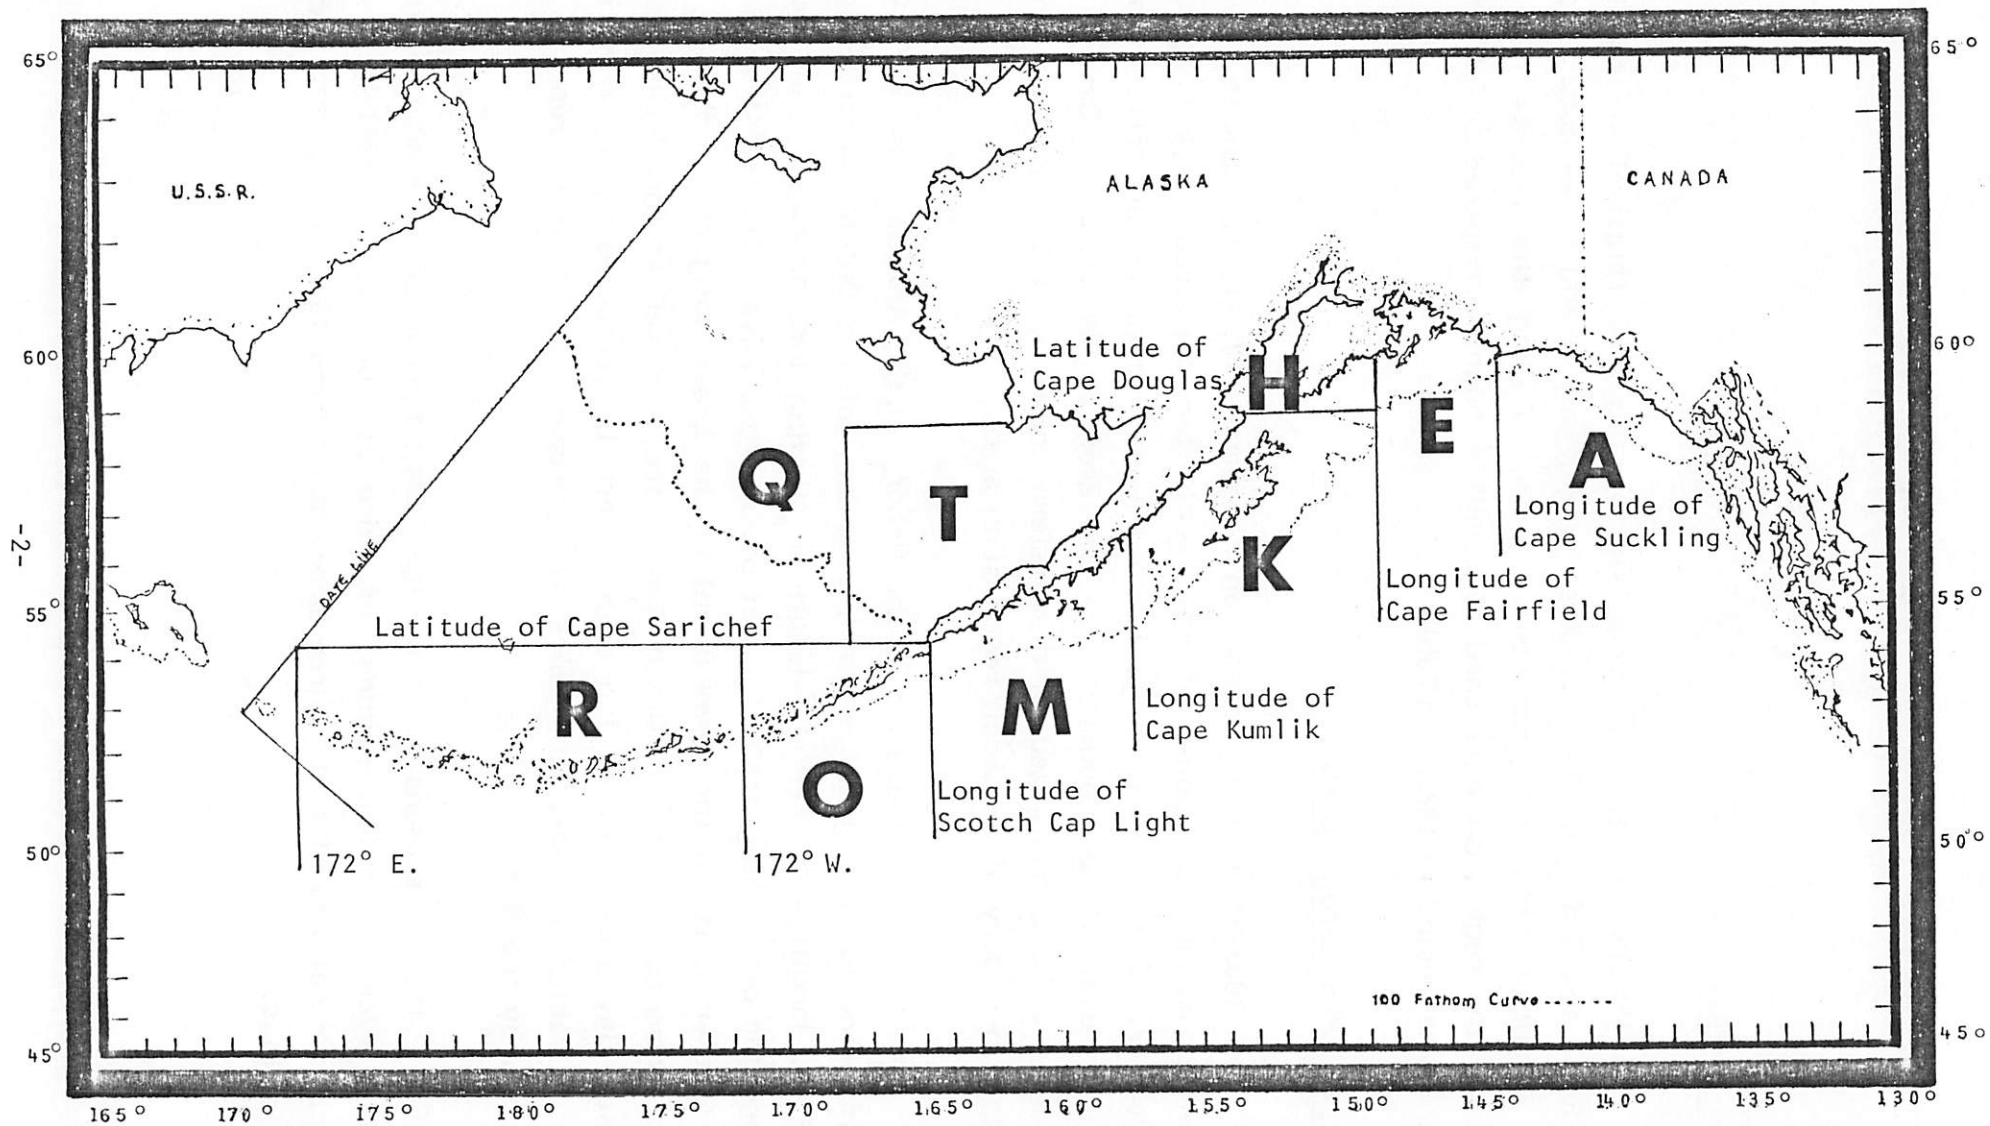 65°
65°
U.S.S.R.
ALASKA
CANADA
60°
60°
Latitude of
Cape Douglas
H
E
A
Q
T
K
Longitude of
Cape Suckling
-2-
DATE LINE
Longitude of
Cape Fairfield
55°
55°
Latitude of Cape Sarichef
R
M
O
Longitude of
Cape Kumlik
Longitude of
Scotch Cap Light
50°
50°
172° E.
172° W.
100 Fathom Curve
45°
45°
165° 170° 175° 180° 175° 170° 165° 160° 155° 150° 145° 140° 135° 130°